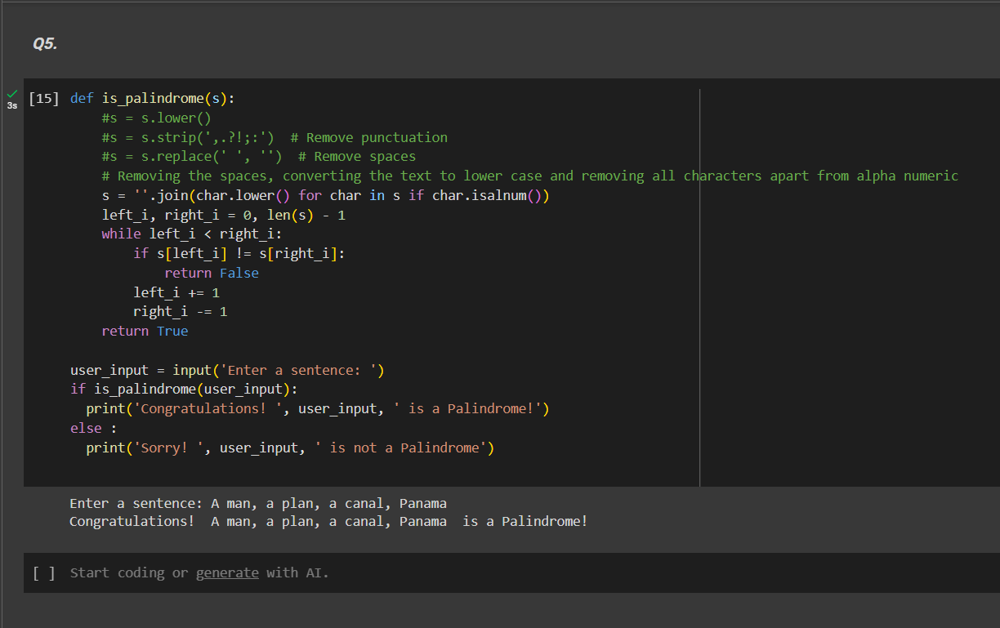 Q5.
3s
[15] def is_palindrome(s):
    #s = s.lower()
    #s = s.strip(',.?!;:')  # Remove punctuation
    #s = s.replace(' ', '')  # Remove spaces
    # Removing the spaces, converting the text to lower case and removing all characters apart from alpha numeric
    s = ''.join(char.lower() for char in s if char.isalnum())
    left_i, right_i = 0, len(s) - 1
    while left_i < right_i:
        if s[left_i] != s[right_i]:
            return False
        left_i += 1
        right_i -= 1
    return True

user_input = input('Enter a sentence: ')
if is_palindrome(user_input):
  print('Congratulations! ', user_input, ' is a Palindrome!')
else :
  print('Sorry! ', user_input, ' is not a Palindrome')
Enter a sentence: A man, a plan, a canal, Panama
Congratulations!  A man, a plan, a canal, Panama  is a Palindrome!
[ ] Start coding or generate with AI.